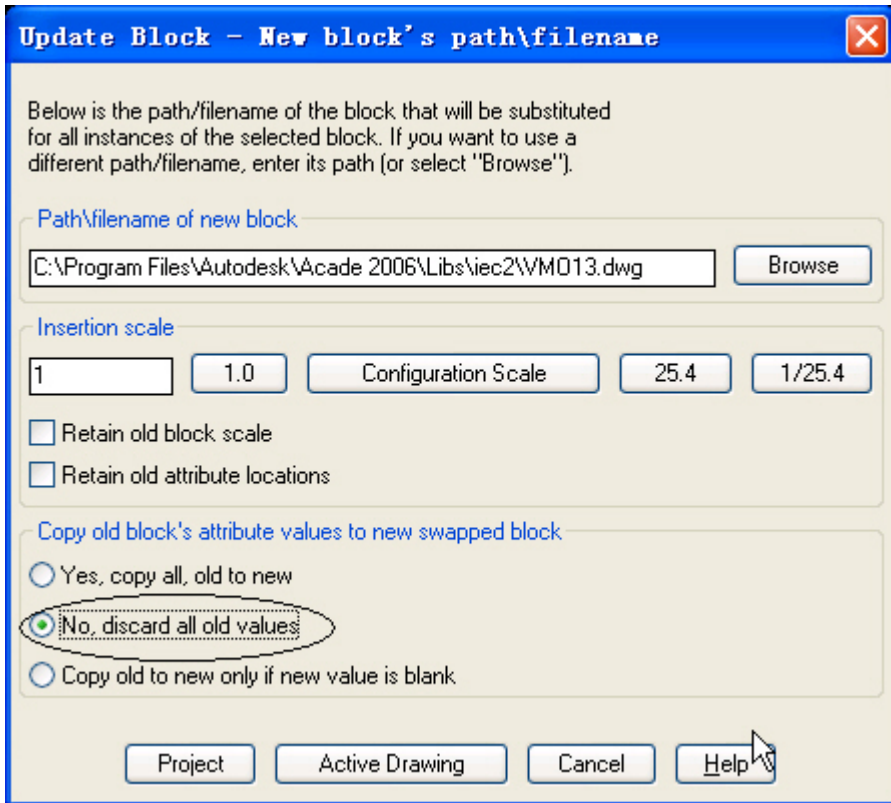 Update Block - New block's path\filename
Below is the path/filename of the block that will be substituted
for all instances of the selected block. If you want to use a
different path/filename, enter its path (or select "Browse").
Path\filename of new block
C:\Program Files\Autodesk\Acade 2006\Libs\iec2\VMO13.dwg Browse
Insertion scale
1 1.0 Configuration Scale 25.4 1/25.4
Retain old block scale
Retain old attribute locations
Copy old block's attribute values to new swapped block
Yes, copy all, old to new
No, discard all old values
Copy old to new only if new value is blank
Project Active Drawing Cancel Help